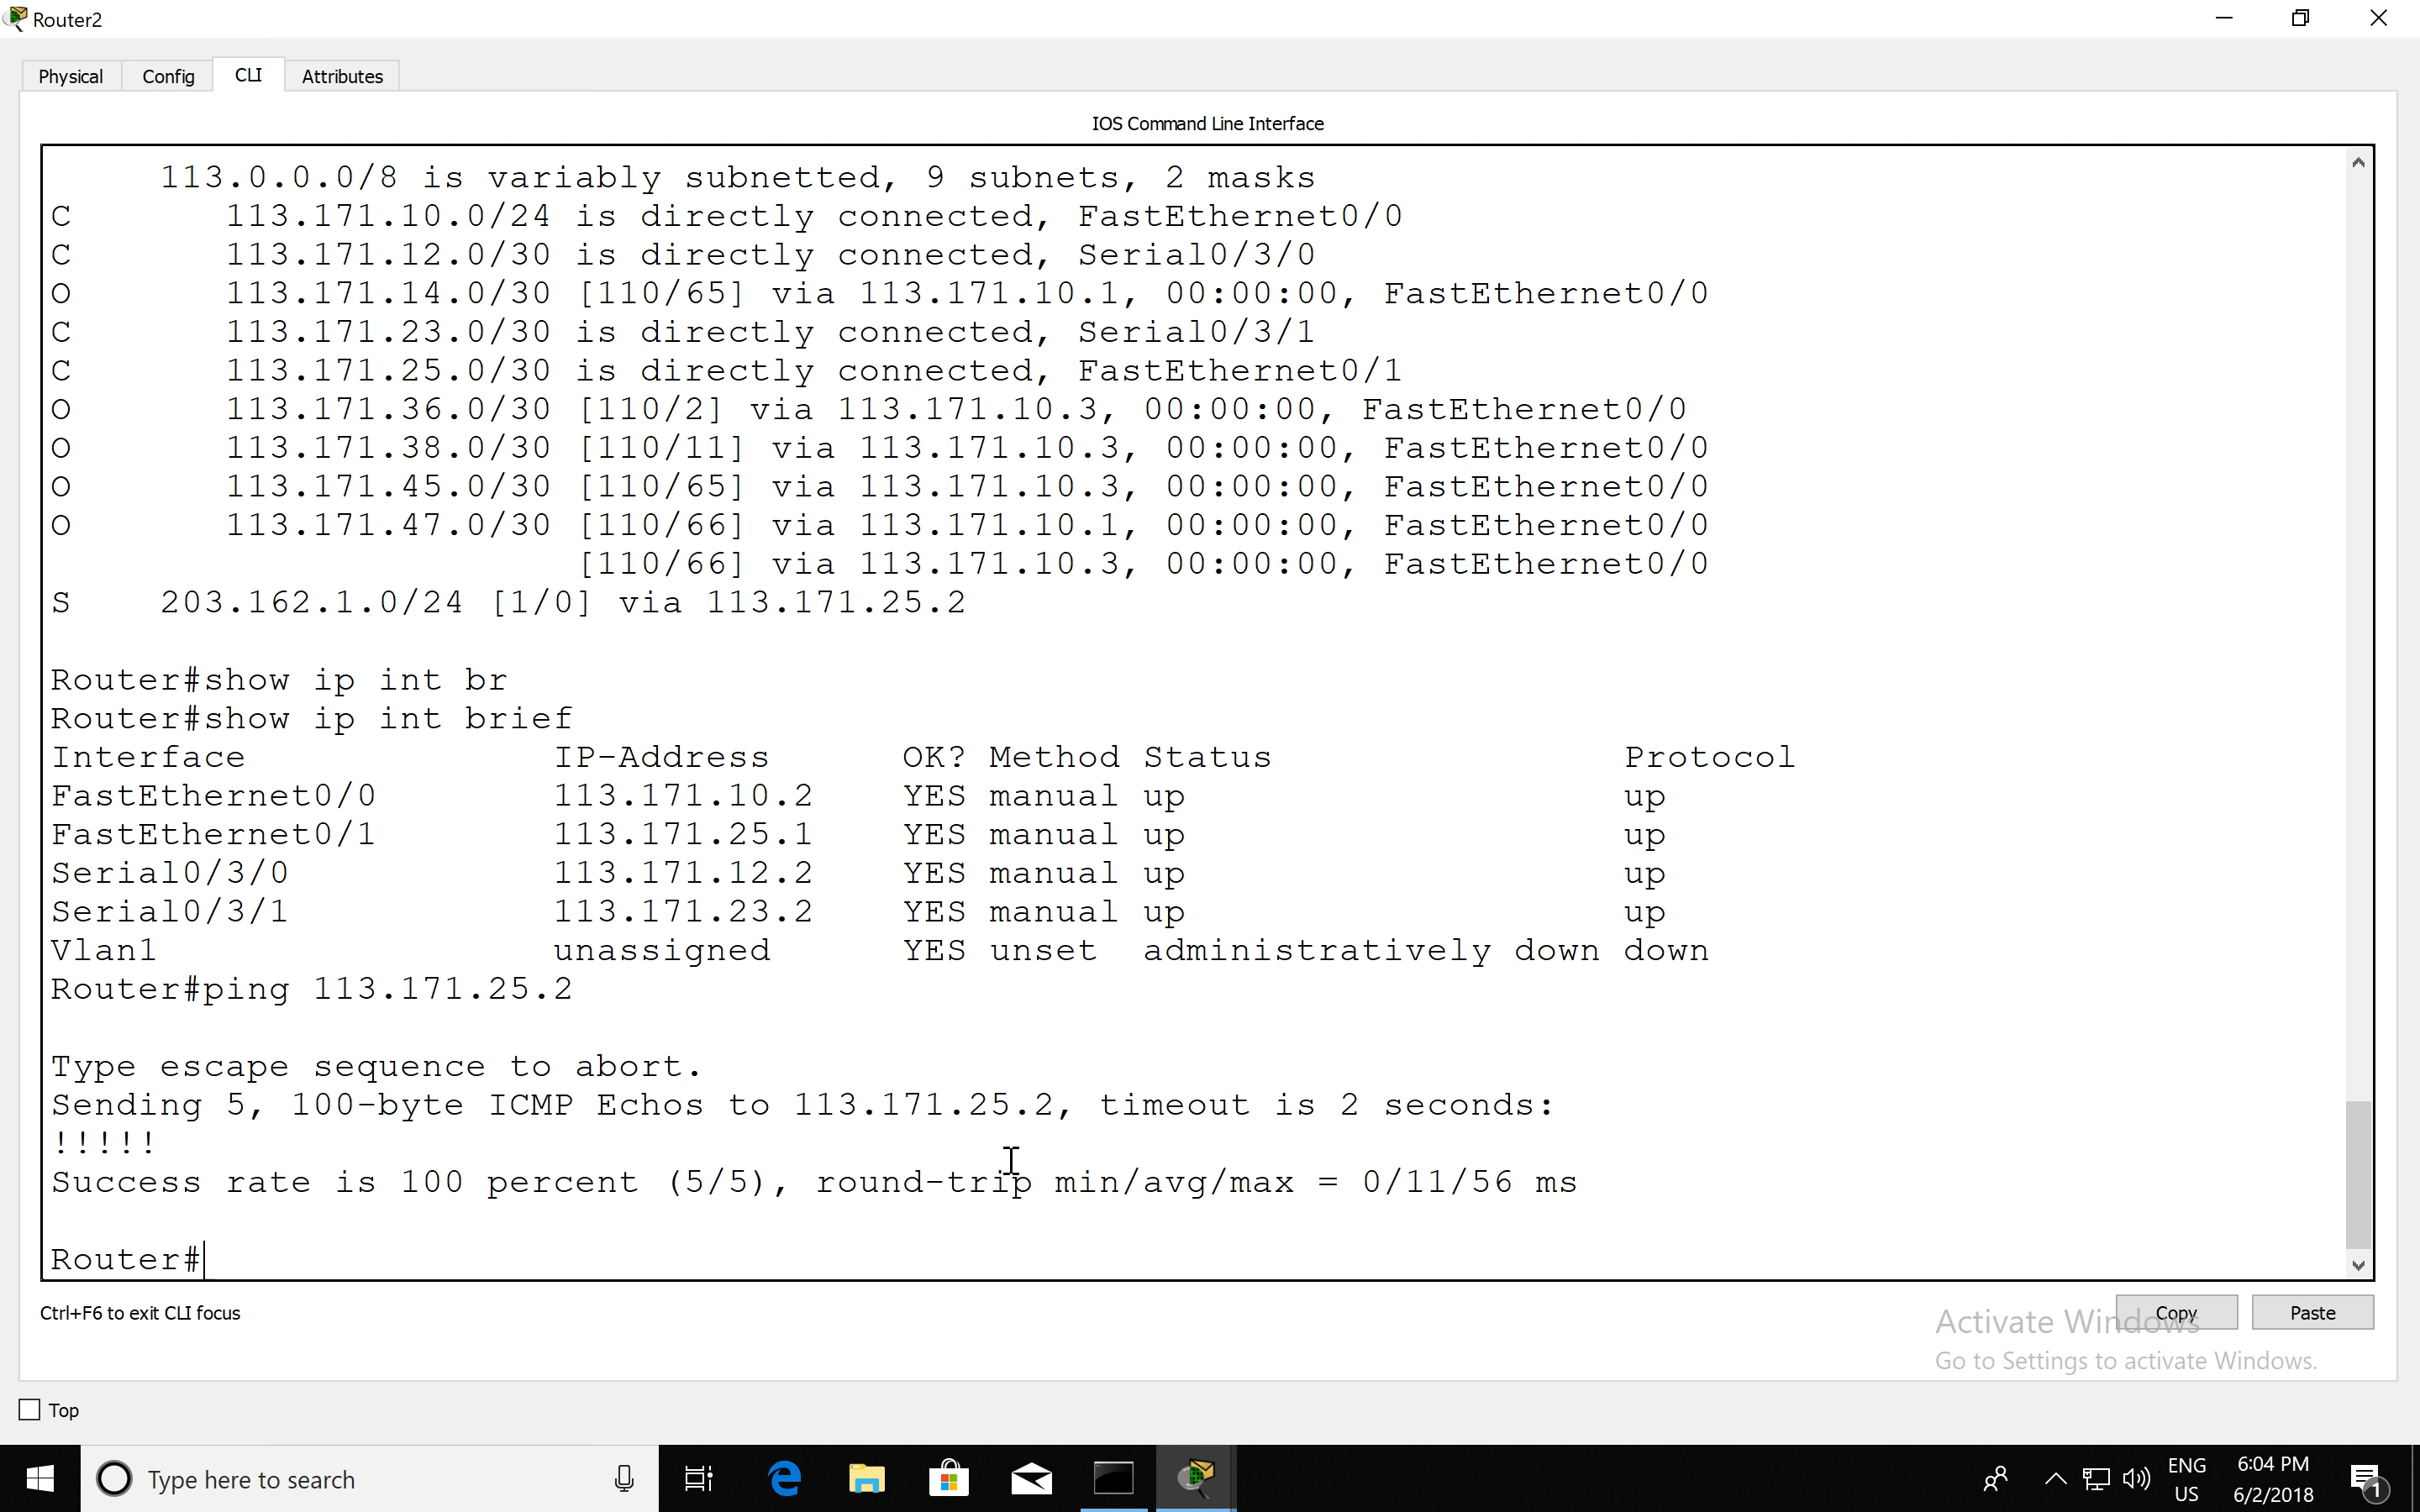 Router2
Physical Config CLI Attributes
IOS Command Line Interface
113.0.0.0/8 is variably subnetted, 9 subnets, 2 masks
C 113.171.10.0/24 is directly connected, FastEthernet0/0
C 113.171.12.0/30 is directly connected, Serial0/3/0
O 113.171.14.0/30 [110/65] via 113.171.10.1, 00:00:00, FastEthernet0/0
C 113.171.23.0/30 is directly connected, Serial0/3/1
C 113.171.25.0/30 is directly connected, FastEthernet0/1
O 113.171.36.0/30 [110/2] via 113.171.10.3, 00:00:00, FastEthernet0/0
O 113.171.38.0/30 [110/11] via 113.171.10.3, 00:00:00, FastEthernet0/0
O 113.171.45.0/30 [110/65] via 113.171.10.3, 00:00:00, FastEthernet0/0
O 113.171.47.0/30 [110/66] via 113.171.10.1, 00:00:00, FastEthernet0/0
[110/66] via 113.171.10.3, 00:00:00, FastEthernet0/0
S 203.162.1.0/24 [1/0] via 113.171.25.2
Router#show ip int br
Router#show ip int brief
Interface IP-Address OK? Method Status Protocol
FastEthernet0/0 113.171.10.2 YES manual up up
FastEthernet0/1 113.171.25.1 YES manual up up
Serial0/3/0 113.171.12.2 YES manual up up
Serial0/3/1 113.171.23.2 YES manual up up
Vlan1 unassigned YES unset administratively down down
Router#ping 113.171.25.2
Type escape sequence to abort.
Sending 5, 100-byte ICMP Echos to 113.171.25.2, timeout is 2 seconds:
!!!!!
Success rate is 100 percent (5/5), round-trip min/avg/max = 0/11/56 ms
Router#
Ctrl+F6 to exit CLI focus
Copy Paste
Activate Windows
Go to Settings to activate Windows.
Top
Type here to search
ENG 6:04 PM
US 6/2/2018
1